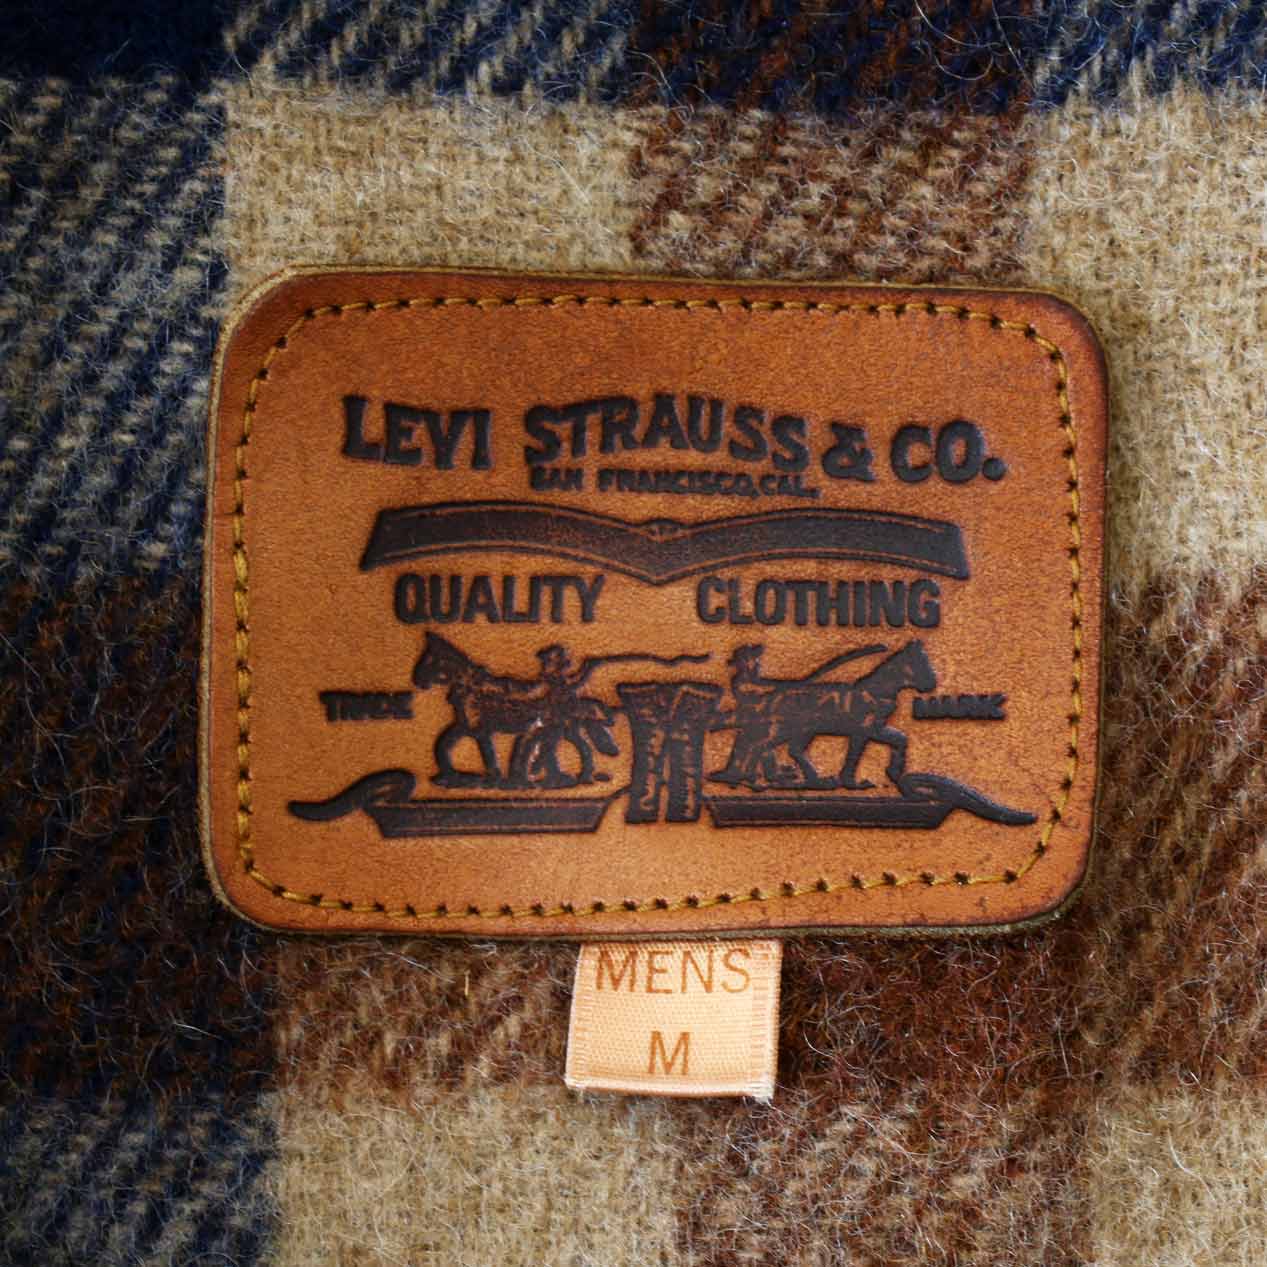 LEVI STRAUSS & CO.
SAN FRANCISCO, CAL.
QUALITY CLOTHING
TRADE MARK
MENS
M